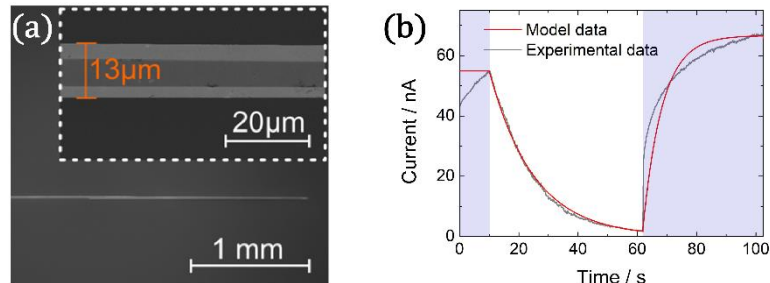 (a)
13µm
20µm
1 mm
(b)
Model data
Experimental data
Current / nA
60
40
20
0
0 20 40 60 80 100
Time / s